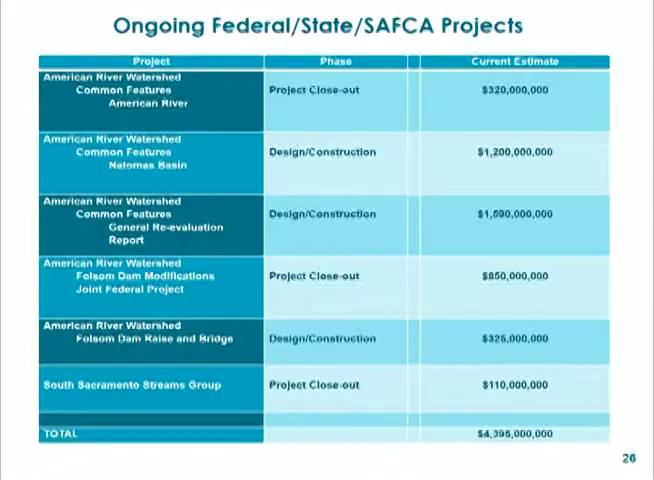 Ongoing Federal/State/SAFCA Projects
Project Phase Current Estimate
American River Watershed
Common Features Project Close-out $320,000,000
American River
American River Watershed
Common Features Design/Construction $1,200,000,000
Natomas Basin
American River Watershed
Common Features Design/Construction $1,590,000,000
General Re-evaluation
Report
American River Watershed
Folsom Dam Modifications Project Close-out $850,000,000
Joint Federal Project
American River Watershed
Folsom Dam Raise and Bridge Design/Construction $325,000,000
South Sacramento Streams Group Project Close-out $110,000,000
TOTAL $4,395,000,000
26